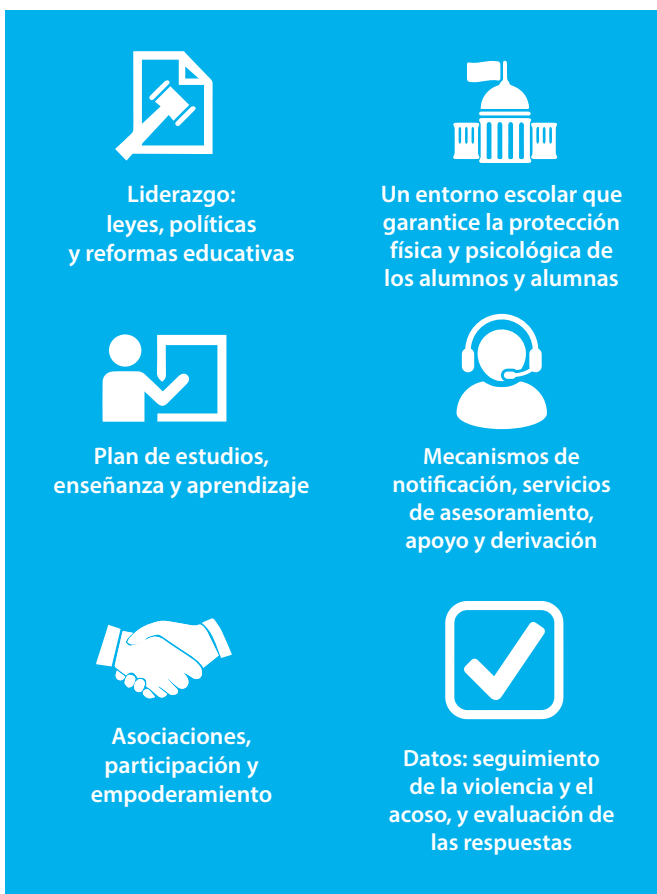 Liderazgo:
leyes, políticas
y reformas educativas
Un entorno escolar que
garantice la protección
física y psicológica de
los alumnos y alumnas
Plan de estudios,
enseñanza y aprendizaje
Mecanismos de
notificación, servicios
de asesoramiento,
apoyo y derivación
Asociaciones,
participación y
empoderamiento
Datos: seguimiento
de la violencia y el
acoso, y evaluación de
las respuestas